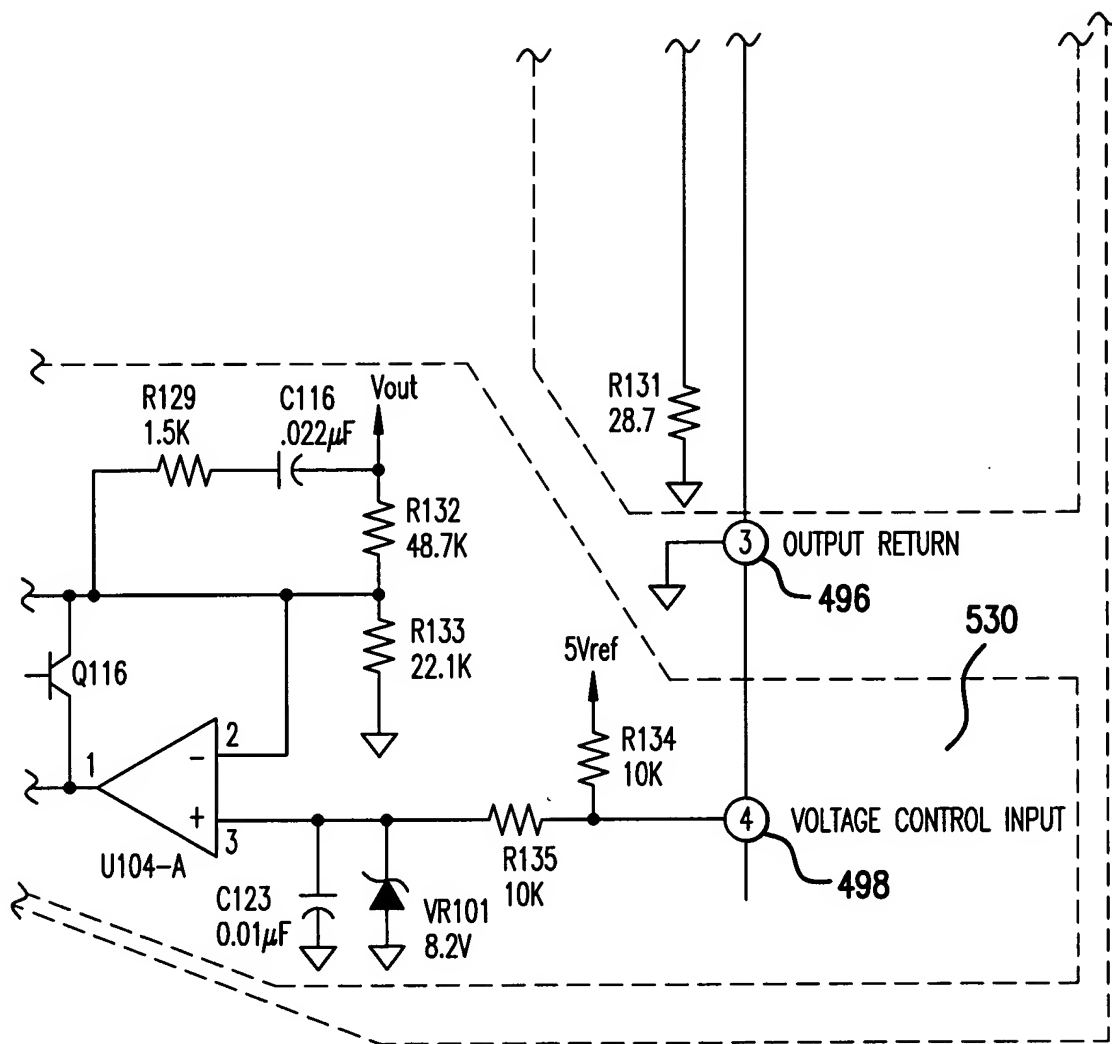 R131
28.7
R129
1.5K
C116
.022μF
Vout
R132
48.7K
3
OUTPUT RETURN
496
530
R133
22.1K
5Vref
Q116
1
2
-
R134
10K
+
3
4
VOLTAGE CONTROL INPUT
U104-A
R135
10K
498
C123
0.01μF
VR101
8.2V